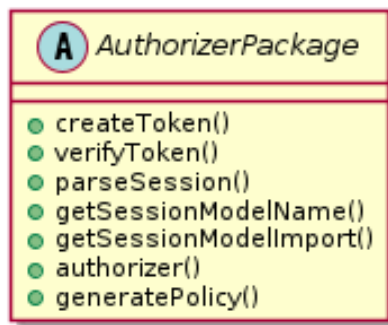 A AuthorizerPackage
createToken()
verifyToken()
parseSession()
getSessionModelName()
getSessionModelImport()
authorizer()
generatePolicy()